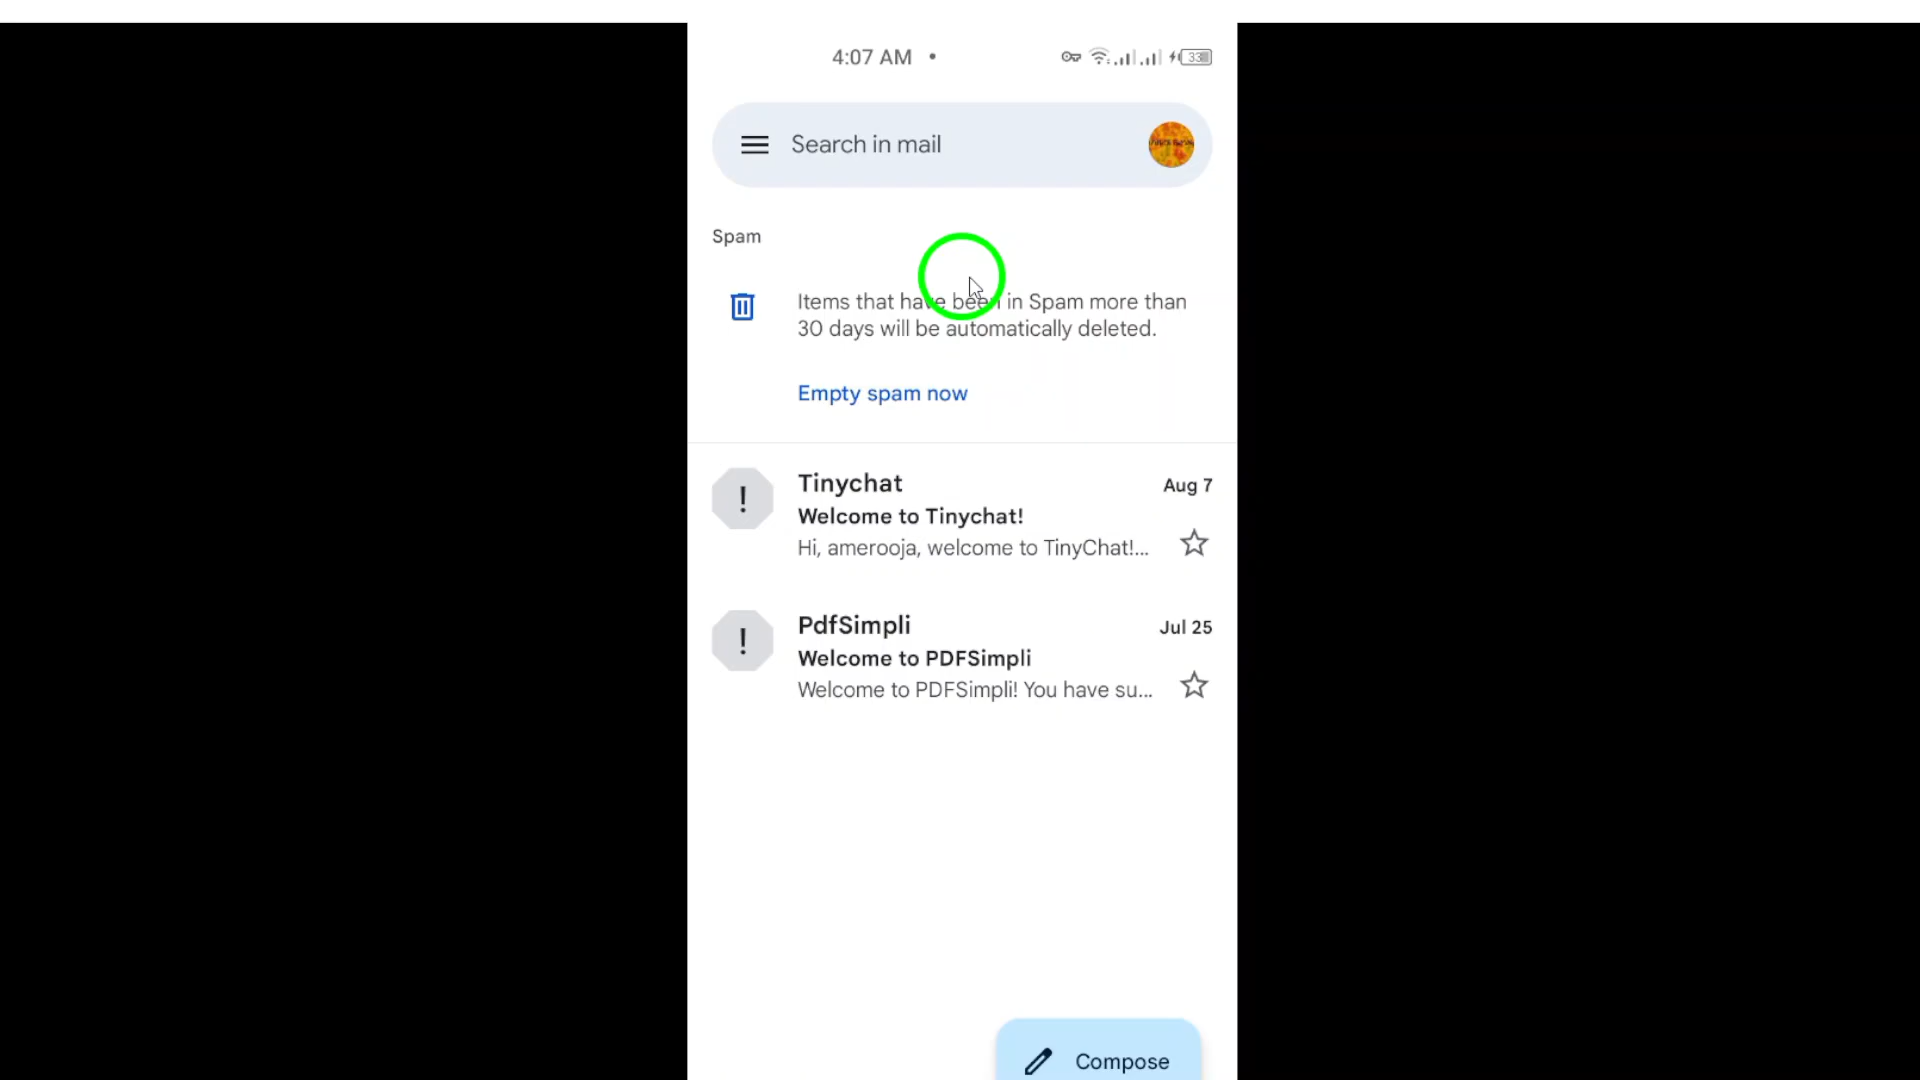 4:07 AM
33
Search in mail
Spam
Items that have been in Spam more than
30 days will be automatically deleted.
Empty spam now
Tinychat
Aug 7
Welcome to Tinychat!
Hi, amerooja, welcome to TinyChat!...
PdfSimpli
Jul 25
Welcome to PDFSimpli
Welcome to PDFSimpli! You have su...
Compose